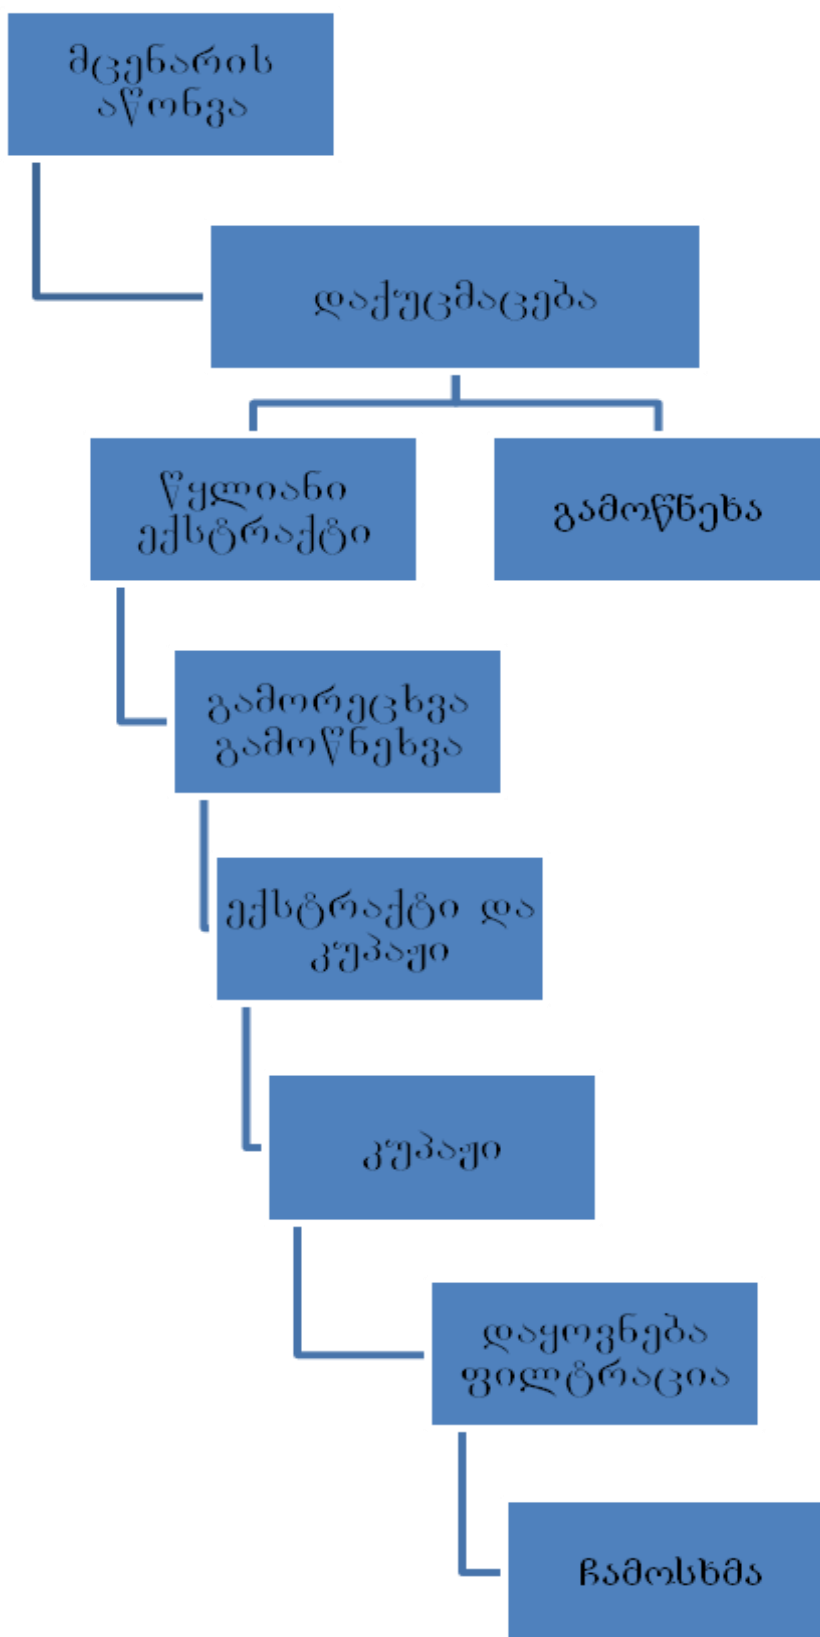 მცენარის
აწონვა
დაქუცმაცება
წყლიანი
ექსტრაქტი
გამოწნეხა
გამორეცხვა
გამოწნეხვა
ექსტრაქტი და
კუპაჟი
კუპაჟი
დაყოვნება
ფილტრაცია
ჩამოსხმა